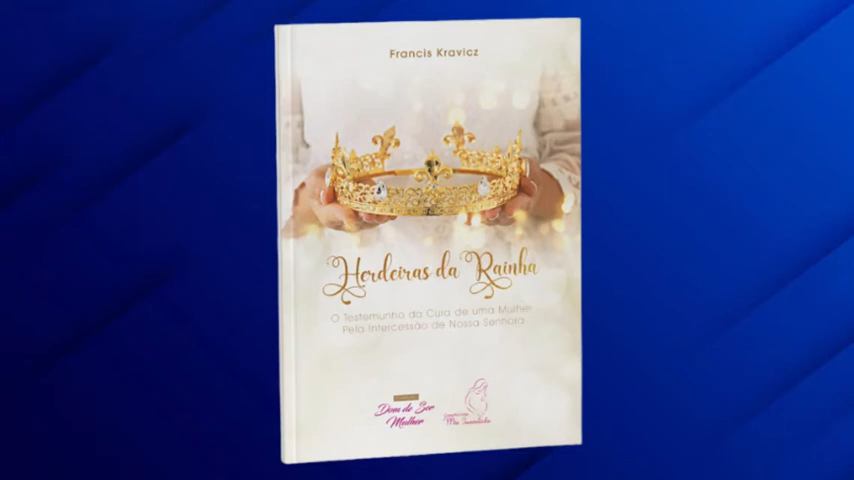 Francis Kravicz
Herdeiras da Rainha
O Testemunho da Cura de uma Mulher
Pela Intercessão de Nossa Senhora
Dom de Ser
Mulher